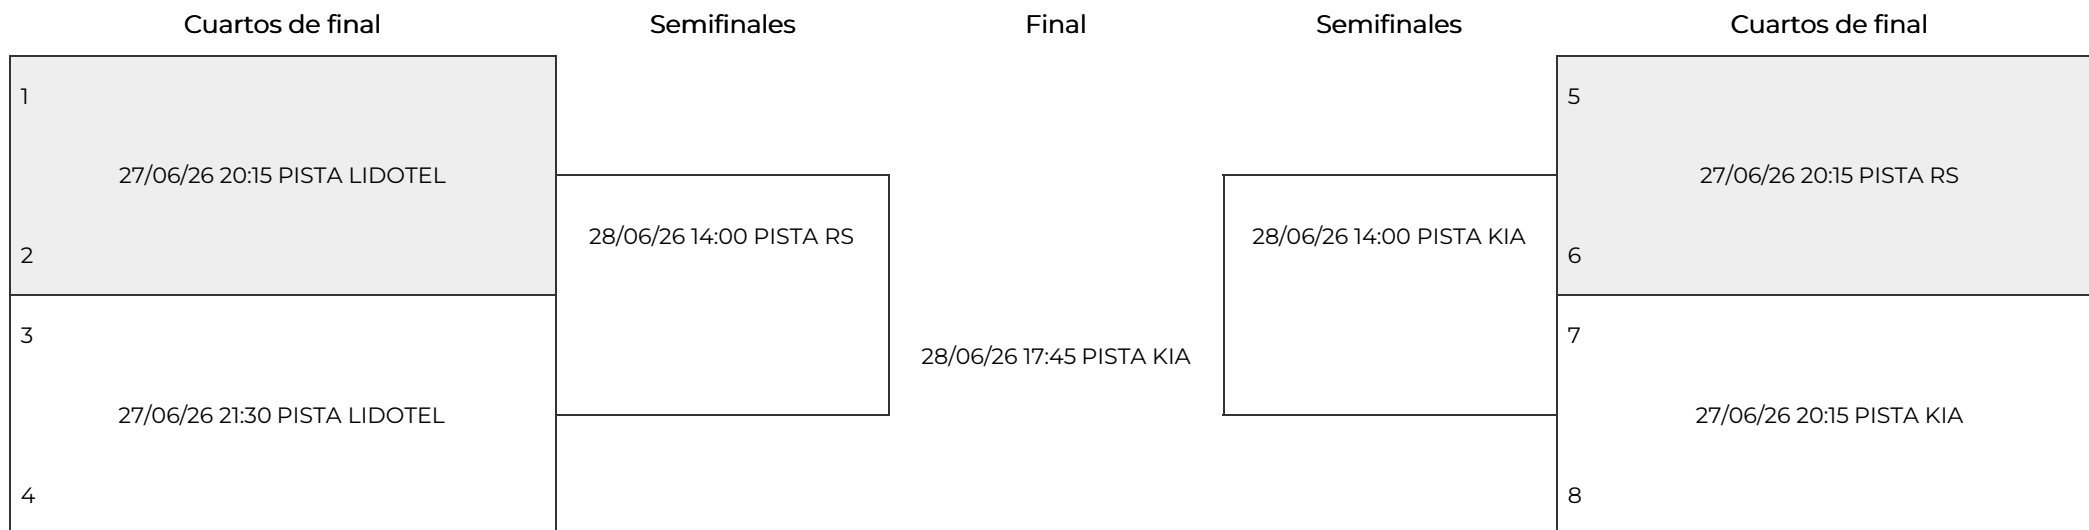 Cuartos de final
Semifinales
Final
Semifinales
Cuartos de final
1
27/06/26 20:15 PISTA LIDOTEL
2
3
27/06/26 21:30 PISTA LIDOTEL
4
28/06/26 14:00 PISTA RS
28/06/26 17:45 PISTA KIA
28/06/26 14:00 PISTA KIA
5
27/06/26 20:15 PISTA RS
6
7
27/06/26 20:15 PISTA KIA
8